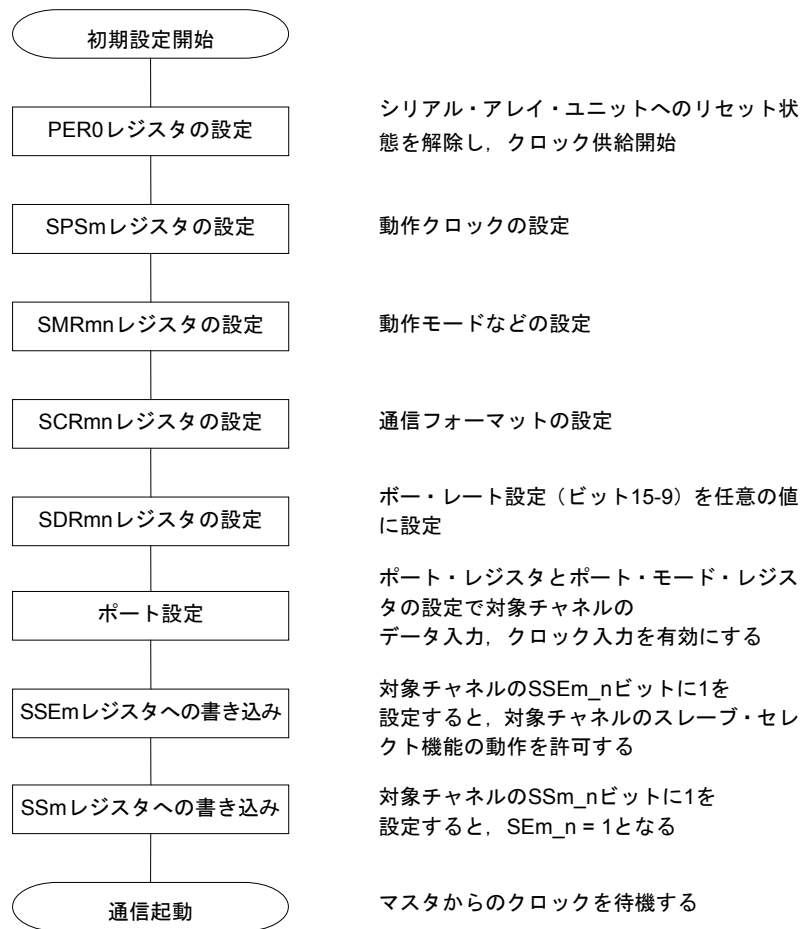 初期設定開始
PER0レジスタの設定
シリアル・アレイ・ユニットへのリセット状
態を解除し，クロック供給開始
SPSmレジスタの設定
動作クロックの設定
SMRmnレジスタの設定
動作モードなどの設定
SCRmnレジスタの設定
通信フォーマットの設定
SDRmnレジスタの設定
ボー・レート設定（ビット15-9）を任意の値
に設定
ポート設定
ポート・レジスタとポート・モード・レジス
タの設定で対象チャネルの
データ入力，クロック入力を有効にする
SSEmレジスタへの書き込み
対象チャネルのSSEm_nビットに1を
設定すると，対象チャネルのスレーブ・セレ
クト機能の動作を許可する
SSmレジスタへの書き込み
対象チャネルのSSm_nビットに1を
設定すると，SEm_n = 1となる
通信起動
マスタからのクロックを待機する